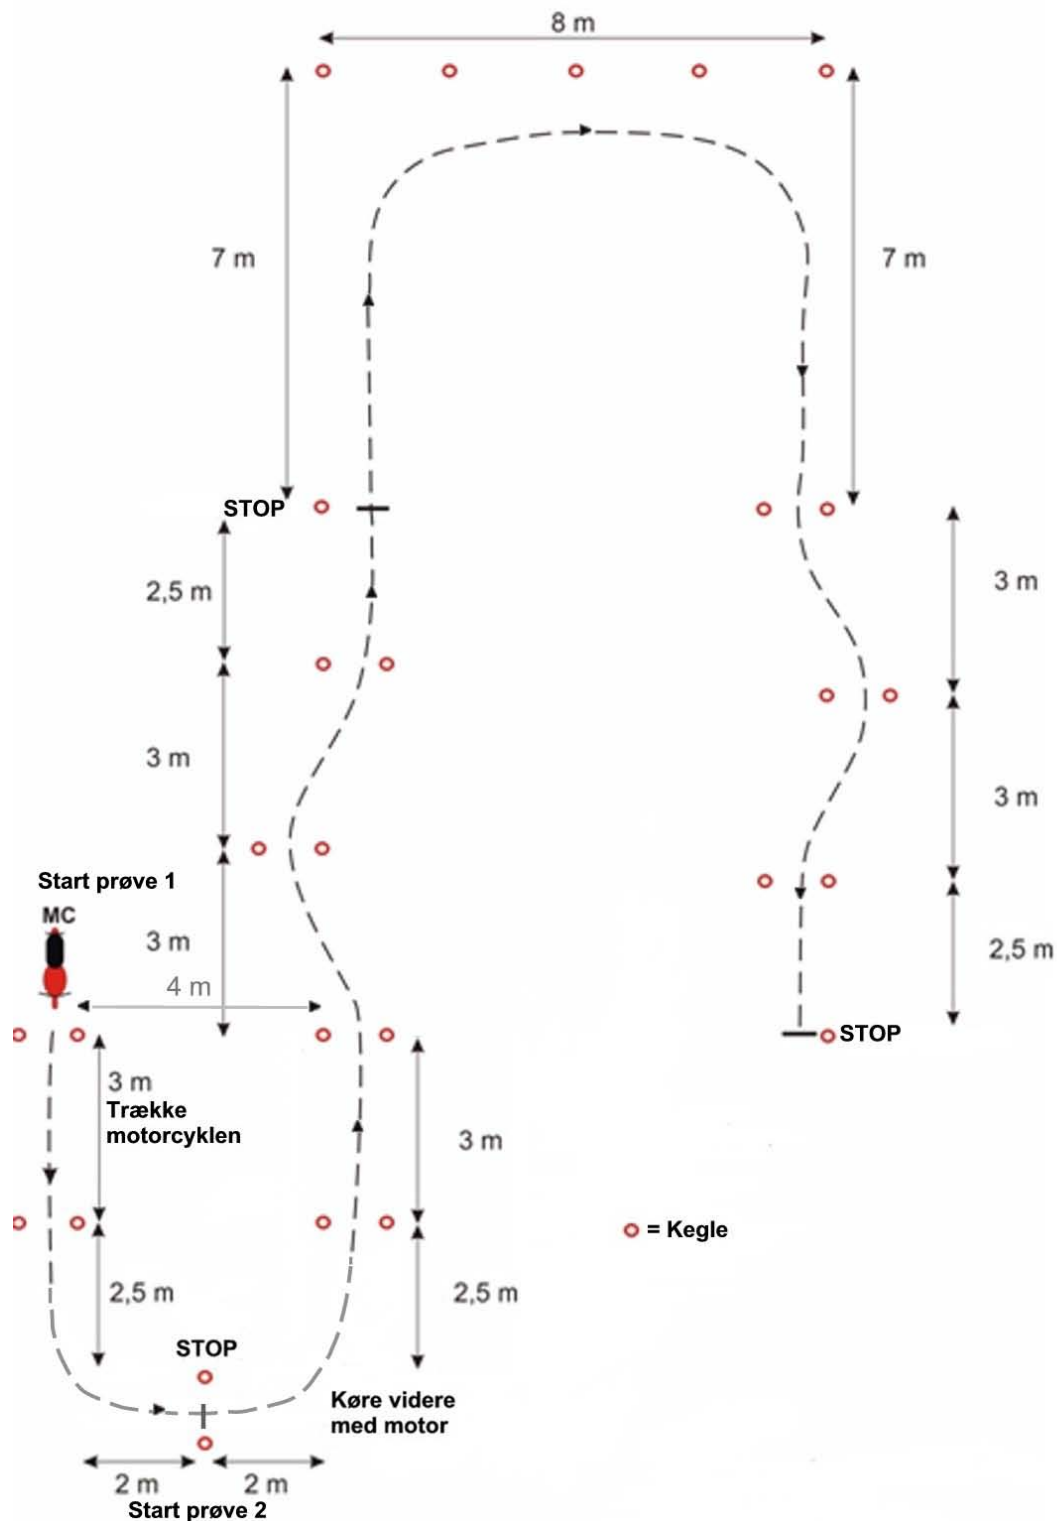 8 m
7 m
7 m
STOP
2,5 m
3 m
3 m
3 m
Start prøve 1
MC
3 m
4 m
2,5 m
STOP
3 m
Trække
motorcyklen
3 m
= Kegle
2,5 m
2,5 m
STOP
Køre videre
med motor
2 m
2 m
Start prøve 2